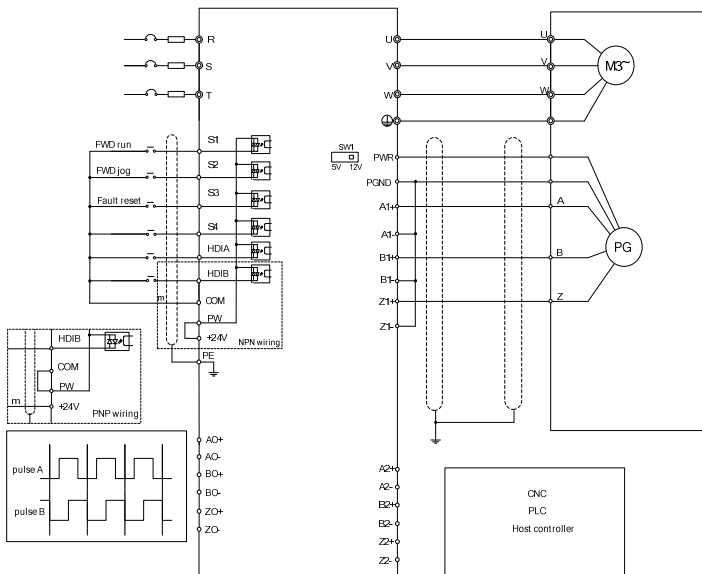 R
S
T
U
V
W
U
V
W
M3~
FWD run
FWD jog
Fault reset
S1
S2
S3
S4
HDIA
HDIB
COM
PW
+24V
NPN wiring
m
PE
SW1
5V 12V
PWR
PGND
A1+
A1-
B1+
B1-
Z1+
Z1-
A
B
Z
PG
HDIB
COM
PW
+24V
m
PNP wiring
pulse A
pulse B
AO+
AO-
BO+
BO-
ZO+
ZO-
A2+
A2-
B2+
B2-
Z2+
Z2-
CNC
PLC
Host controller